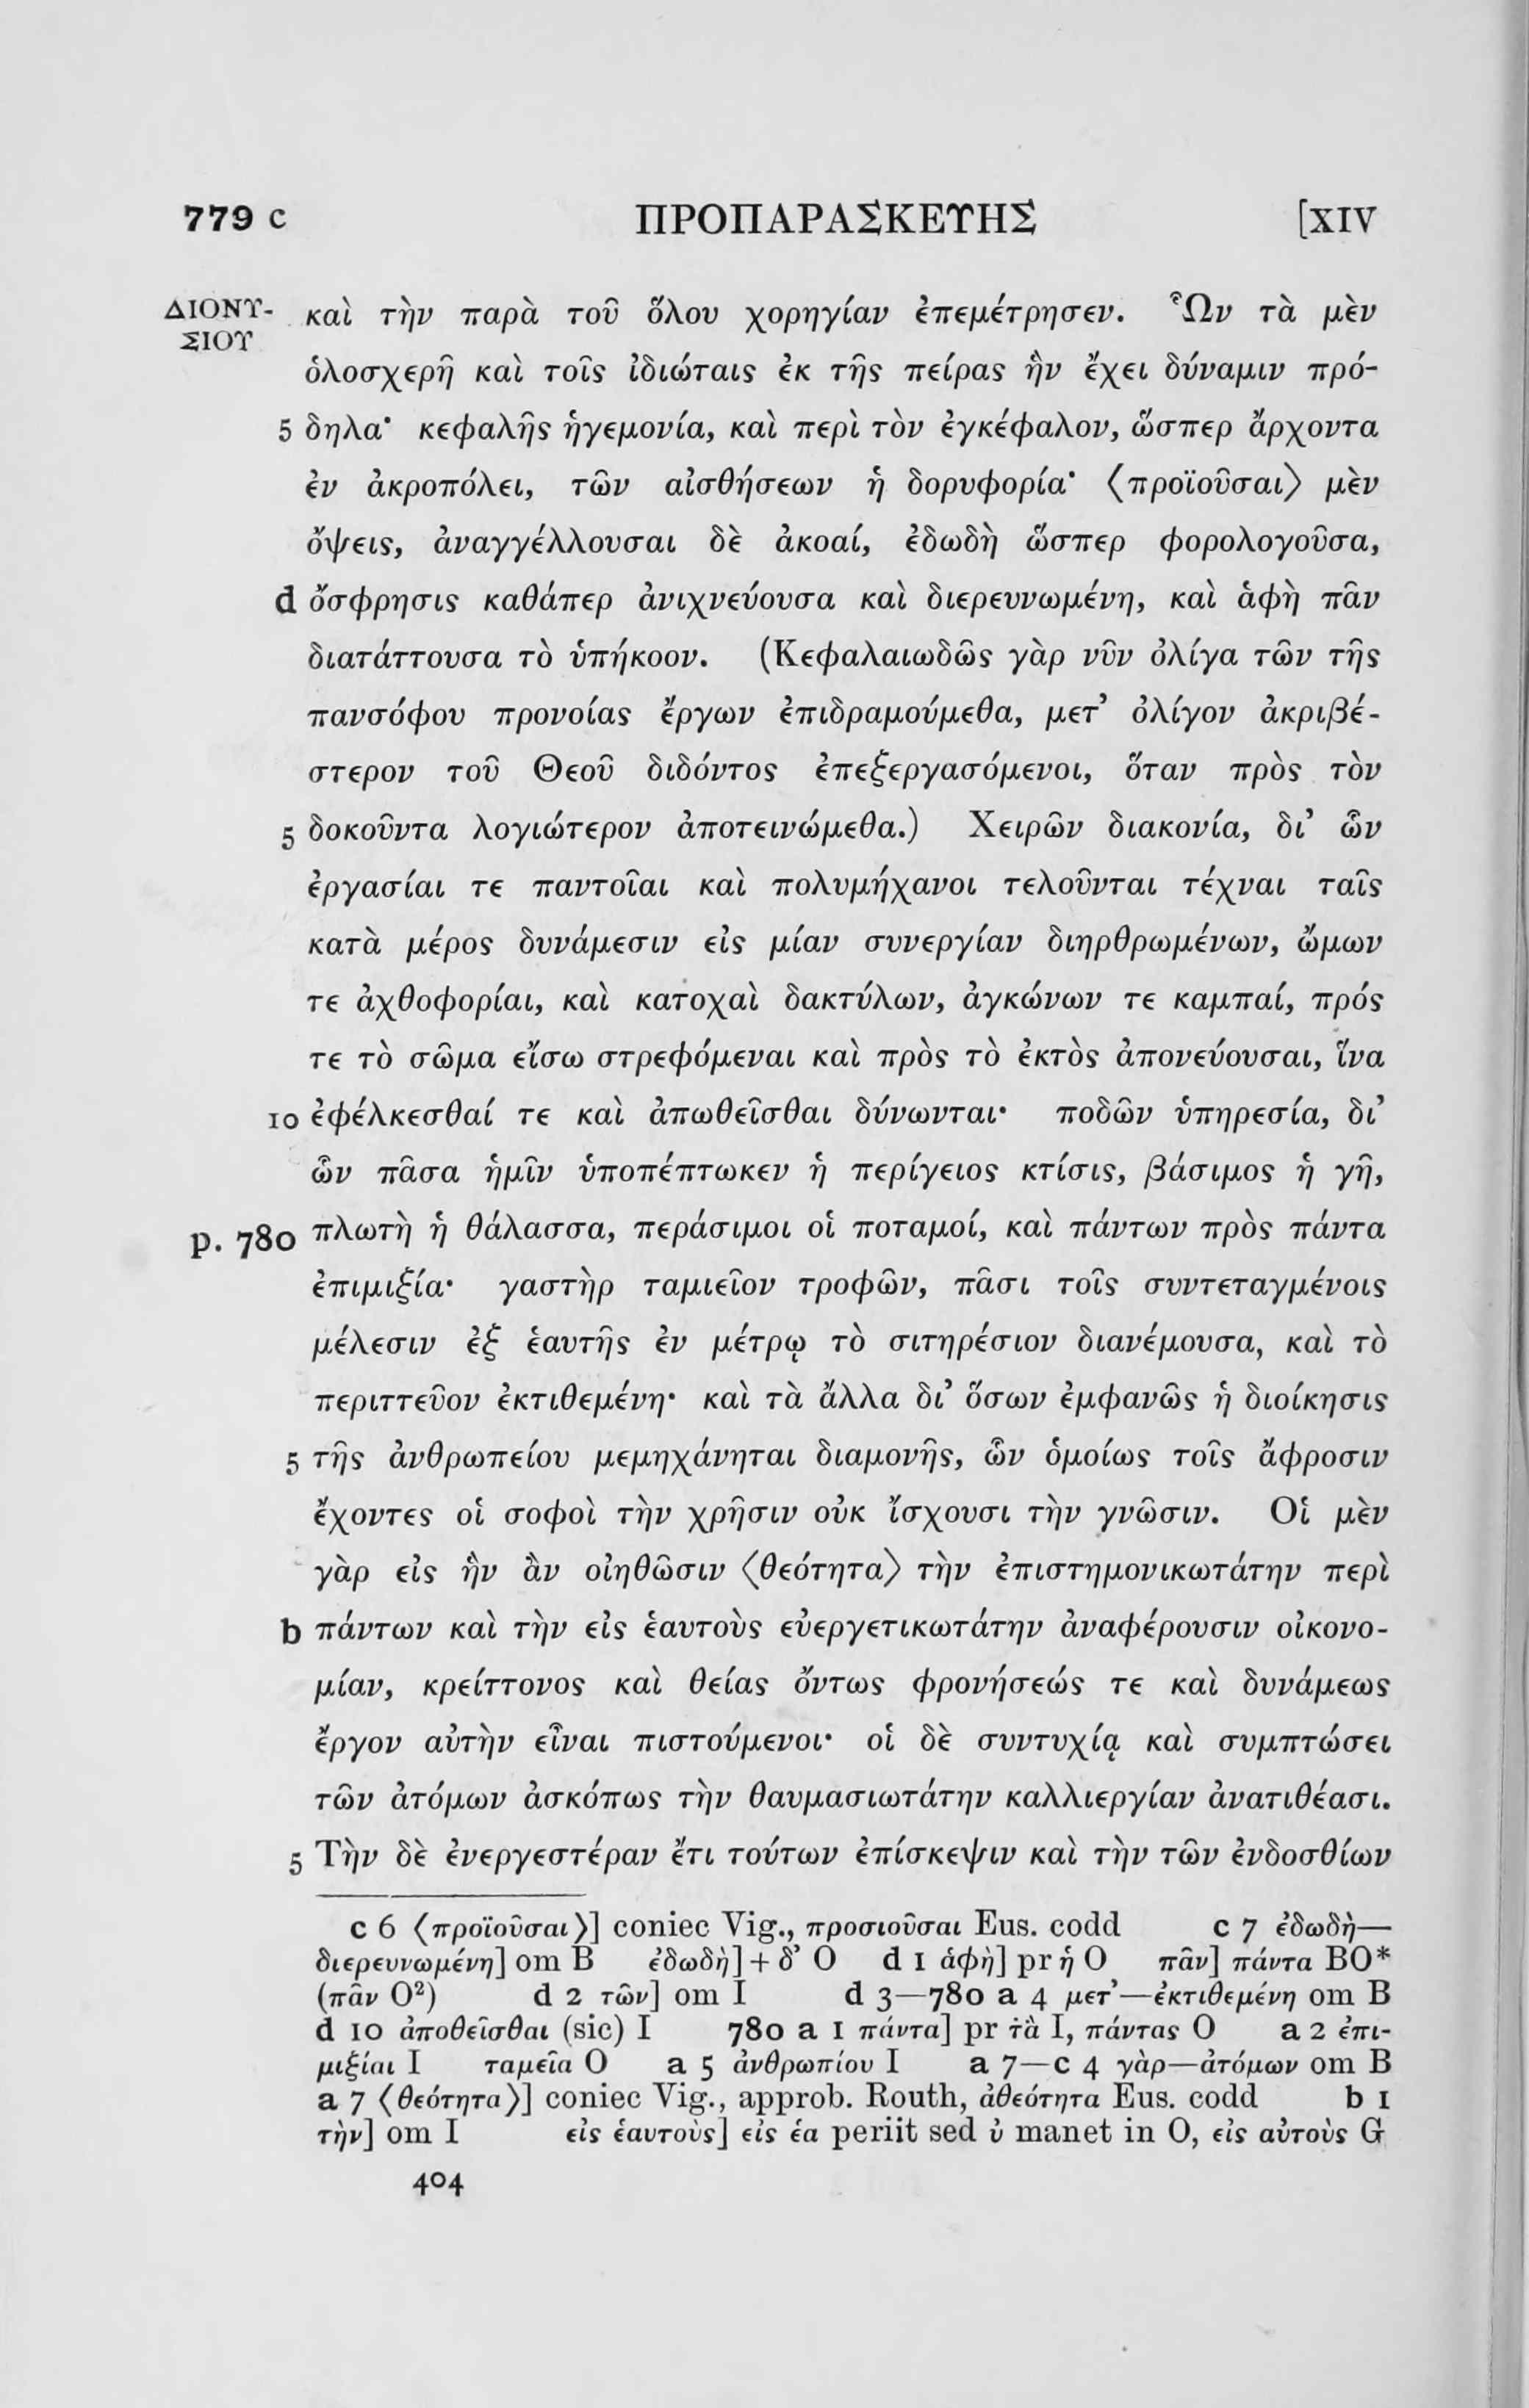 779 c ΠΡΟΠΑΡΑΣΚΕΥΗΣ [XIV
ΔΙΟΝΥ- καὶ τὴν παρὰ τοῦ ὅλου χορηγίαν ἐπεμέτρησεν. Ὧν τὰ μὲν
ΣΙΟΥ
ὁλοσχερῆ καὶ τοῖς ἰδιώταις ἐκ τῆς πείρας ἣν ἔχει δύναμιν πρό-
5 δηλα· κεφαλῆς ἡγεμονία, καὶ περὶ τὸν ἐγκέφαλον, ὥσπερ ἄρχοντα
ἐν ἀκροπόλει, τῶν αἰσθήσεων ἡ δορυφορία· ⟨προϊοῦσαι⟩ μὲν
ὄψεις, ἀναγγέλλουσαι δὲ ἀκοαί, ἐδωδὴ ὥσπερ φορολογοῦσα,
d ὄσφρησις καθάπερ ἀνιχνεύουσα καὶ διερευνωμένη, καὶ ἁφὴ πᾶν
διατάττουσα τὸ ὑπήκοον. (Κεφαλαιωδῶς γὰρ νῦν ὀλίγα τῶν τῆς
πανσόφου προνοίας ἔργων ἐπιδραμούμεθα, μετ’ ὀλίγον ἀκριβέ-
στερον τοῦ Θεοῦ διδόντος ἐπεξεργασόμενοι, ὅταν πρὸς τὸν
5 δοκοῦντα λογιώτερον ἀποτεινώμεθα.) Χειρῶν διακονία, δι’ ὧν
ἐργασίαι τε παντοῖαι καὶ πολυμήχανοι τελοῦνται τέχναι ταῖς
κατὰ μέρος δυνάμεσιν εἰς μίαν συνεργίαν διηρθρωμένων, ὤμων
τε ἀχθοφορίαι, καὶ κατοχαὶ δακτύλων, ἀγκώνων τε καμπαί, πρός
τε τὸ σῶμα εἴσω στρεφόμεναι καὶ πρὸς τὸ ἐκτὸς ἀπονεύουσαι, ἵνα
10 ἐφέλκεσθαί τε καὶ ἀπωθεῖσθαι δύνωνται· ποδῶν ὑπηρεσία, δι’
ὧν πᾶσα ἡμῖν ὑποπέπτωκεν ἡ περίγειος κτίσις, βάσιμος ἡ γῆ,
p. 780 πλωτὴ ἡ θάλασσα, περάσιμοι οἱ ποταμοί, καὶ πάντων πρὸς πάντα
ἐπιμιξία· γαστὴρ ταμιεῖον τροφῶν, πᾶσι τοῖς συντεταγμένοις
μέλεσιν ἐξ ἑαυτῆς ἐν μέτρῳ τὸ σιτηρέσιον διανέμουσα, καὶ τὸ
περιττεῦον ἐκτιθεμένη· καὶ τὰ ἄλλα δι’ ὅσων ἐμφανῶς ἡ διοίκησις
5 τῆς ἀνθρωπείου μεμηχάνηται διαμονῆς, ὧν ὁμοίως τοῖς ἄφροσιν
ἔχοντες οἱ σοφοὶ τὴν χρῆσιν οὐκ ἴσχουσι τὴν γνῶσιν. Οἱ μὲν
γὰρ εἰς ἣν ἂν οἰηθῶσιν ⟨θεότητα⟩ τὴν ἐπιστημονικωτάτην περὶ
b πάντων καὶ τὴν εἰς ἑαυτοὺς εὐεργετικωτάτην ἀναφέρουσιν οἰκονο-
μίαν, κρείττονος καὶ θείας ὄντως φρονήσεώς τε καὶ δυνάμεως
ἔργον αὐτὴν εἶναι πιστούμενοι· οἱ δὲ συντυχίᾳ καὶ συμπτώσει
τῶν ἀτόμων ἀσκόπως τὴν θαυμασιωτάτην καλλιεργίαν ἀνατιθέασι.
5 Τὴν δὲ ἐνεργεστέραν ἔτι τούτων ἐπίσκεψιν καὶ τὴν τῶν ἐνδοσθίων
c 6 ⟨προϊοῦσαι⟩] coniec Vig., προσιοῦσαι Eus. codd c 7 ἐδωδὴ—
διερευνωμένη] om B ἐδωδὴ] + δ’ O d 1 ἁφὴ] pr ἡ O πᾶν] πάντα BO*
(πᾶν O²) d 2 τῶν] om I d 3—780 a 4 μετ’—ἐκτιθεμένη om B
d 10 ἀποθεῖσθαι (sic) I 780 a 1 πάντα] pr τὰ I, πάντας O a 2 ἐπι-
μιξίαι I ταμεῖα O a 5 ἀνθρωπίου I a 7—c 4 γὰρ—ἀτόμων om B
a 7 ⟨θεότητα⟩] coniec Vig., approb. Routh, ἀθεότητα Eus. codd b 1
τὴν] om I εἰς ἑαυτοὺς] εἰς ἑα periit sed ὐ manet in O, εἰς αὐτοὺς G
404